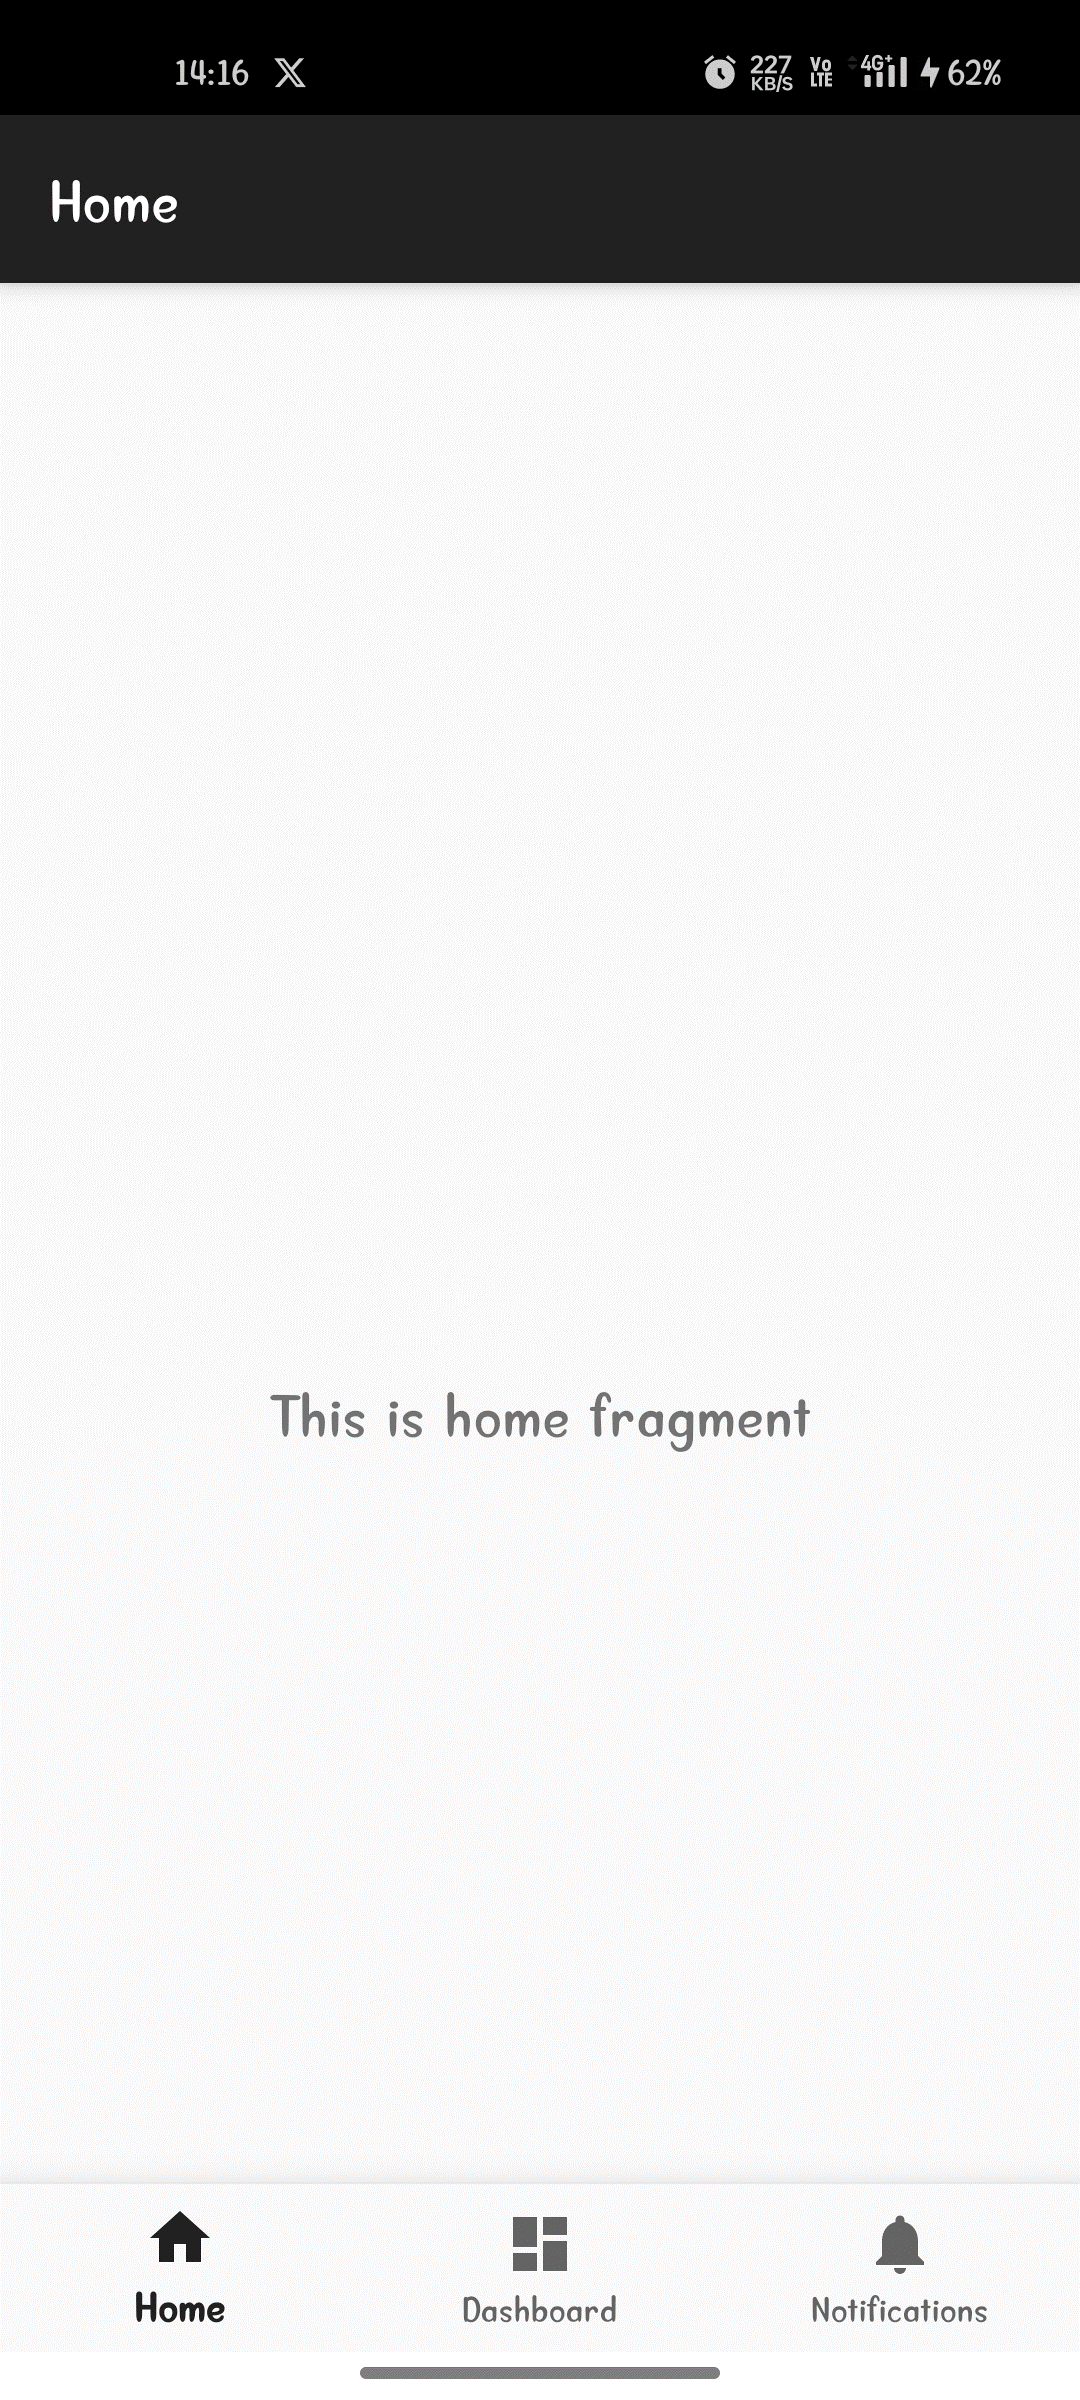 14:16 X 227 KB/S Vo LTE 4G+ 62%
Home
This is home fragment
Home Dashboard Notifications